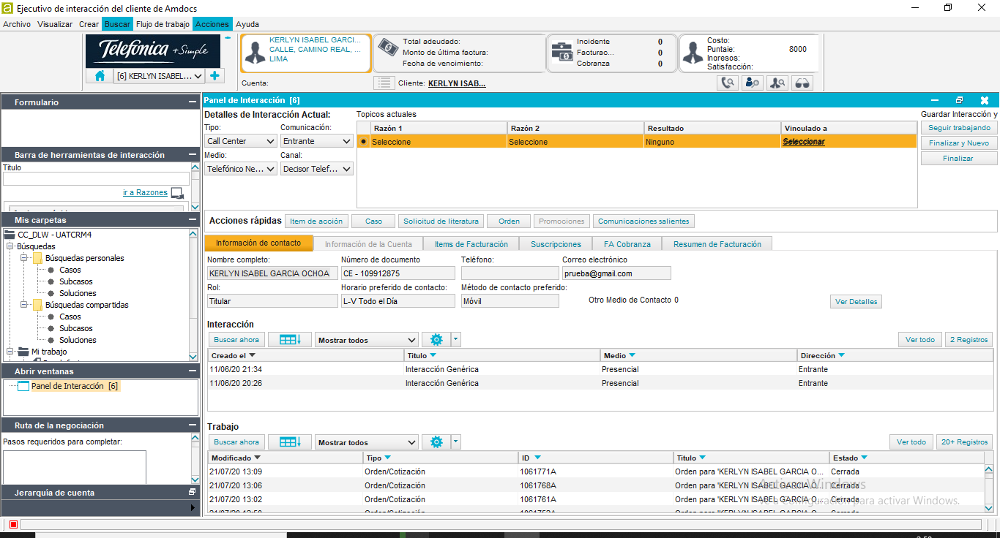 Ejecutivo de interacción del cliente de Amdocs
Archivo Visualizar Crear Buscar Flujo de trabajo Acciones Ayuda
Telefónica +Simple
[6] KERLYN ISABEL...
KERLYN ISABEL GARCI...
CALLE, CAMINO REAL, ...
LIMA
Total adeudado:
Monto de última factura:
Fecha de vencimiento:
Incidente 0
Facturac... 0
Cobranza 0
Costo:
Puntaie: 8000
Ingresos:
Satisfacción:
Cuenta:
Cliente: KERLYN ISAB...
Formulario
Barra de herramientas de interacción
Titulo
ir a Razones
Mis carpetas
CC_DLW - UATCRM4
Búsquedas
Búsquedas personales
Casos
Subcasos
Soluciones
Búsquedas compartidas
Casos
Subcasos
Soluciones
Mi trabajo
Abrir ventanas
Panel de Interacción [6]
Ruta de la negociación
Pasos requeridos para completar:
Jerarquía de cuenta
Panel de Interacción [6]
Detalles de Interacción Actual:
Tipo: Comunicación:
Call Center Entrante
Medio: Canal:
Telefónico Ne... Decisor Telef...
Topicos actuales
Razón 1 Razón 2 Resultado Vinculado a
Seleccione Seleccione Ninguno Seleccionar
Guardar Interacción y
Seguir trabajando
Finalizar y Nuevo
Finalizar
Acciones rápidas Item de acción Caso Solicitud de literatura Orden Promociones Comunicaciones salientes
Información de contacto Información de la Cuenta Items de Facturación Suscripciones FA Cobranza Resumen de Facturación
Nombre completo: Número de documento Teléfono: Correo electrónico
KERLYN ISABEL GARCIA OCHOA CE - 109912875 prueba@gmail.com
Rol: Horario preferido de contacto: Método de contacto preferido:
Titular L-V Todo el Día Móvil Otro Medio de Contacto 0 Ver Detalles
Interacción
Buscar ahora Mostrar todos Ver todo 2 Registros
Creado el Titulo Medio Dirección
11/06/20 21:34 Interacción Genérica Presencial Entrante
11/06/20 20:26 Interacción Genérica Presencial Entrante
Trabajo
Buscar ahora Mostrar todos Ver todo 20+ Registros
Modificado Tipo ID Titulo Estado
21/07/20 13:09 Orden/Cotización 1061771A Orden para 'KERLYN ISABEL GARCIA O... Cerrada
21/07/20 13:06 Orden/Cotización 1061768A Orden para 'KERLYN ISABEL GARCIA O... Cerrada
21/07/20 13:02 Orden/Cotización 1061761A Orden para 'KERLYN ISABEL GARCIA O... Cerrada
Activar Windows
Ve a Configuración para activar Windows.